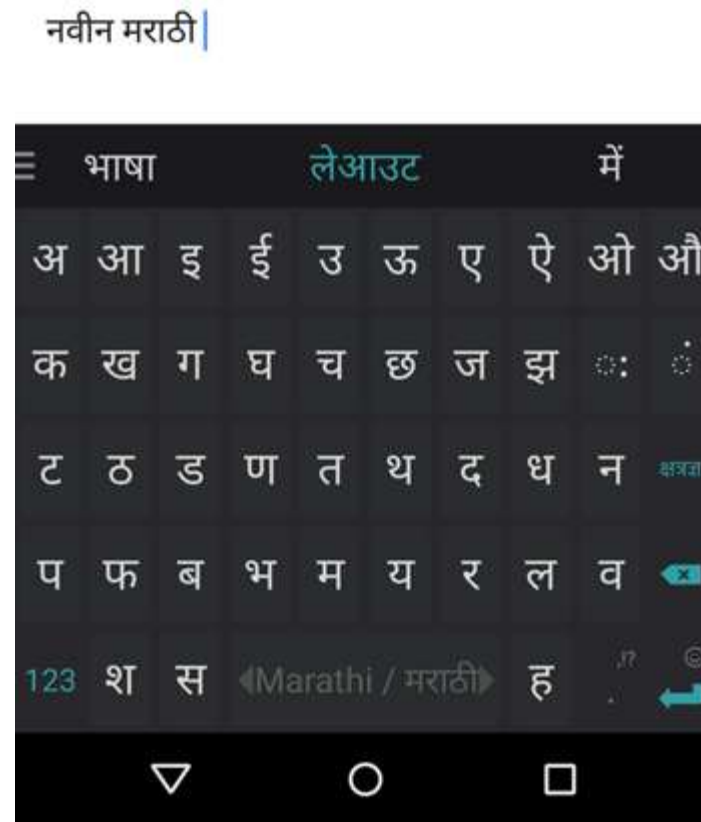 नवीन मराठी
भाषा लेआउट में
अ आ इ ई उ ऊ ए ऐ ओ औ
क ख ग घ च छ ज झ ः ं
ट ठ ड ण त थ द ध न क्षत्रज्ञ
प फ ब भ म य र ल व
123 श स Marathi / मराठी ह ,!? .